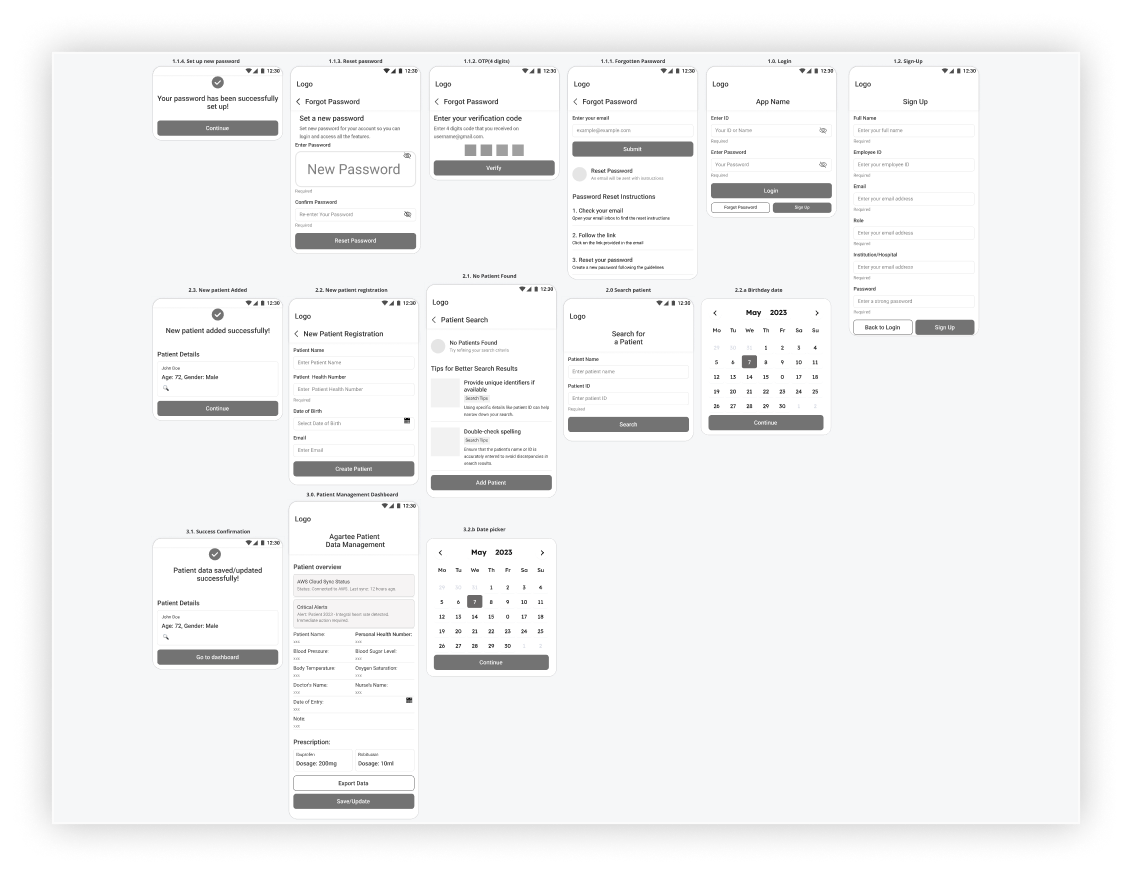 1.1.4. Set up new password
12:30
Your password has been successfully
set up!
Continue
1.1.3. Reset password
12:30
Logo
Forgot Password
Set a new password
Set new password for your account so you can
login and access all the features.
Enter Password
New Password
Required
Confirm Password
Re-enter Your Password
Required
Reset Password
1.1.2. OTP(4 digits)
12:30
Logo
Forgot Password
Enter your verification code
Enter 4 digits code that you received on
username@gmail.com.
Verify
1.1.1. Forgotten Password
12:30
Logo
Forgot Password
Enter your email
example@example.com
Submit
Reset Password
An email will be sent with instructions
Password Reset Instructions
1. Check your email
Open your email inbox to find the reset instructions
2. Follow the link
Click on the link provided in the email
3. Reset your password
Create a new password following the guidelines
1.0. Login
12:30
Logo
App Name
Enter ID
Your ID or Name
Required
Enter Password
Your Password
Required
Login
Forgot Password
Sign Up
1.2. Sign-Up
12:30
Logo
Sign Up
Full Name
Enter your full name
Required
Employee ID
Enter your employee ID
Required
Email
Enter your email address
Required
Role
Enter your email address
Required
Institution/Hospital
Enter your email address
Required
Password
Enter a strong password
Required
Back to Login
Sign Up
2.3. New patient Added
12:30
New patient added successfully!
Patient Details
John Doe
Age: 72, Gender: Male
Continue
2.2. New patient registration
12:30
Logo
New Patient Registration
Patient Name
Enter Patient Name
Patient Health Number
Enter Patient Health Number
Required
Date of Birth
Select Date of Birth
Email
Enter Email
Create Patient
2.1. No Patient Found
12:30
Logo
Patient Search
No Patients Found
Try refining your search criteria
Tips for Better Search Results
Provide unique identifiers if
available
Search Tips
Using specific details like patient ID can help
narrow down your search.
Double-check spelling
Search Tips
Ensure that the patient's name or ID is
accurately entered to avoid discrepancies in
search results.
Add Patient
2.0 Search patient
12:30
Logo
Search for
a Patient
Patient Name
Enter patient name
Patient ID
Enter patient ID
Required
Search
2.2.a Birthday date
May 2023
Mo Tu We Th Fr Sa Su
29 30 31 1 2 3 4
5 6 7 8 9 10 11
12 13 14 15 0 17 18
19 20 21 22 23 24 25
26 27 28 29 30 1 2
Continue
3.1. Success Confirmation
12:30
Patient data saved/updated
successfully!
Patient Details
John Doe
Age: 72, Gender: Male
Go to dashboard
3.0. Patient Management Dashboard
12:30
Logo
Agartee Patient
Data Management
Patient overview
AWS Cloud Sync Status
Status: Connected to AWS. Last sync: 12 hours ago.
Critical Alerts
Alert: Patient 2023 - Irregular heart rate detected.
Immediate action required.
Patient Name: Personal Health Number:
xxx xxx
Blood Pressure: Blood Sugar Level:
xxx xxx
Body Temperature: Oxygen Saturation:
xxx xxx
Doctor's Name: Nurse's Name:
xxx xxx
Date of Entry:
xxx
Note:
xxx
Prescription:
Ibuprofen
Dosage: 200mg
Dosage: 10ml
Export Data
Save/Update
3.2.b Date picker
May 2023
Mo Tu We Th Fr Sa Su
29 30 31 1 2 3 4
5 6 7 8 9 10 11
12 13 14 15 0 17 18
19 20 21 22 23 24 25
26 27 28 29 30 1 2
Continue